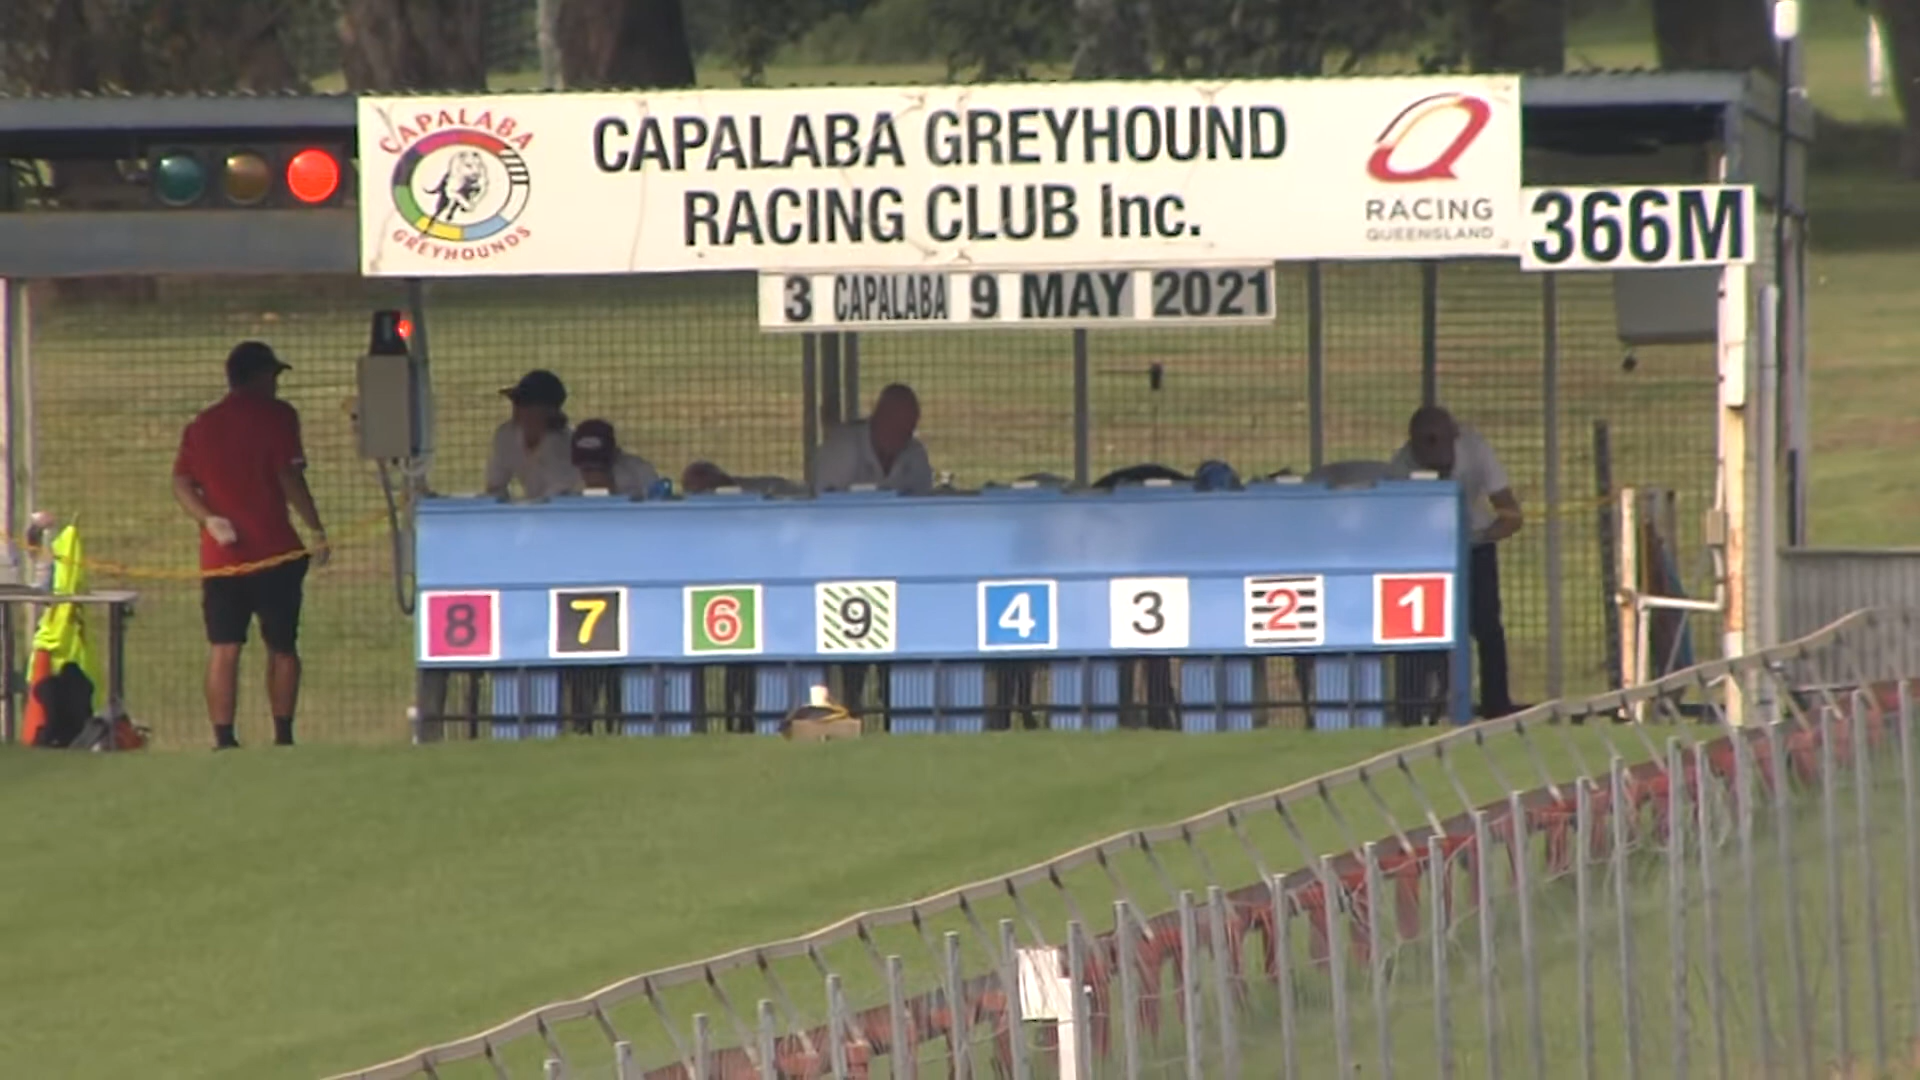 CAPALABA
GREYHOUNDS
CAPALABA GREYHOUND
RACING CLUB Inc.
RACING
QUEENSLAND
366M
3 CAPALABA 9 MAY 2021
8 7 6 9 4 3 2 1